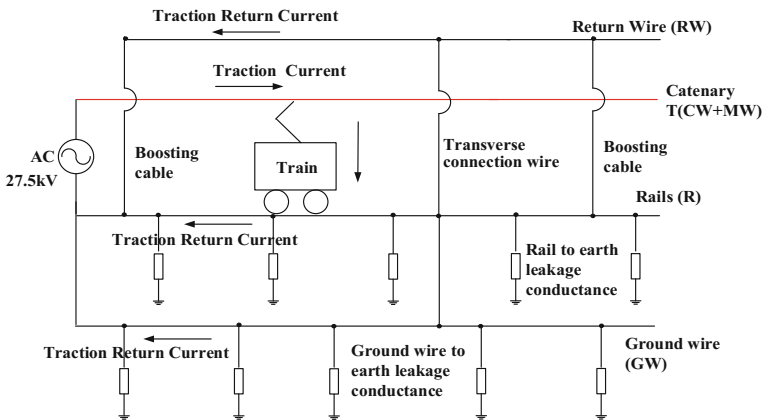 Traction Return Current
Return Wire (RW)
Traction Current
Catenary
T(CW+MW)
AC
27.5kV
Boosting
cable
Train
Transverse
connection wire
Boosting
cable
Rails (R)
Traction Return Current
Rail to earth
leakage
conductance
Traction Return Current
Ground wire to
earth leakage
conductance
Ground wire
(GW)